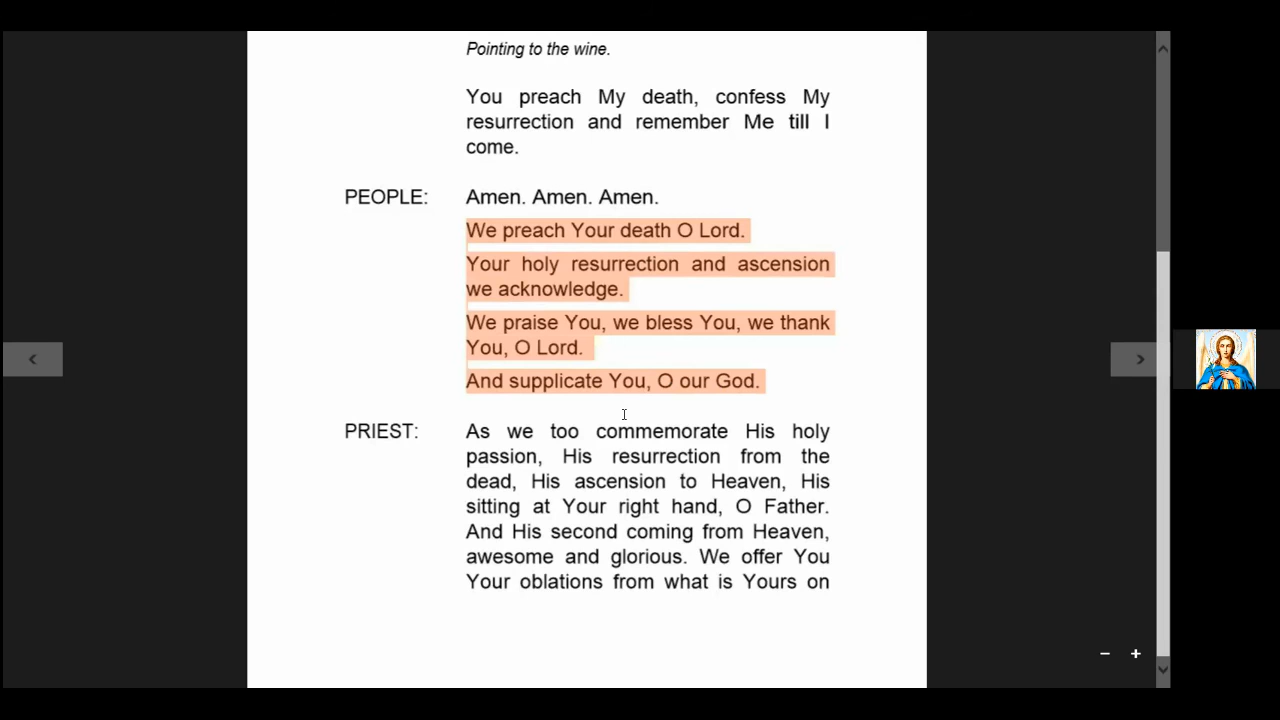 Pointing to the wine.
You preach My death, confess My
resurrection and remember Me till I
come.
PEOPLE: Amen. Amen. Amen.
We preach Your death O Lord.
Your holy resurrection and ascension
we acknowledge.
We praise You, we bless You, we thank
You, O Lord.
And supplicate You, O our God.
PRIEST: As we too commemorate His holy
passion, His resurrection from the
dead, His ascension to Heaven, His
sitting at Your right hand, O Father.
And His second coming from Heaven,
awesome and glorious. We offer You
Your oblations from what is Yours on